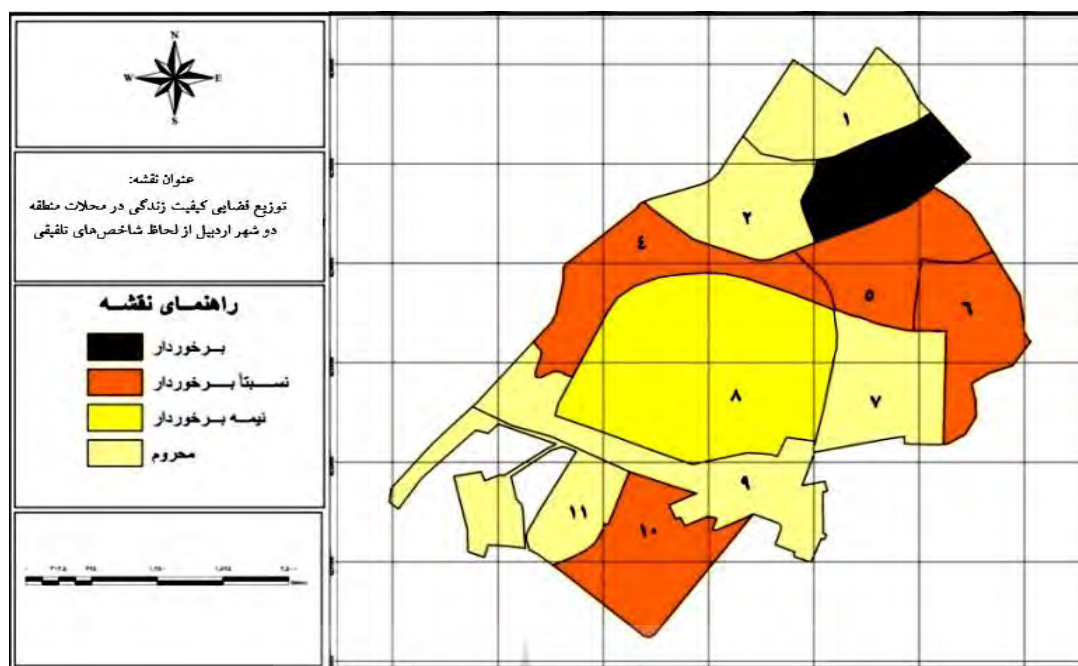 N
W E
S
عنوان نقشه:
توزیع فضایی کیفیت زندگی در محلات منطقه
دو شهر اردبیل از لحاظ شاخص‌های تلفیقی
راهنمای نقشه
برخوردار
نسبتاً برخوردار
نیمه برخوردار
محروم
۱
۲
٤
۵
۶
۷
۸
۹
۱۰
۱۱